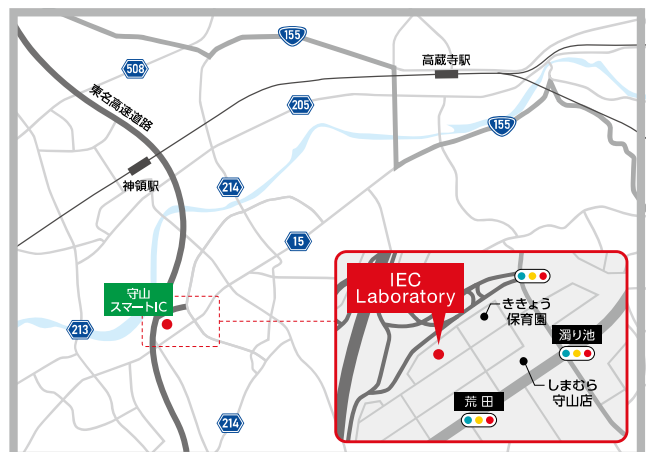 155
高蔵寺駅
508
東名高速道路
205
155
神領駅
214
15
守山
スマートIC
IEC
Laboratory
ききょう
保育園
213
濁り池
しまむら
守山店
荒田
214